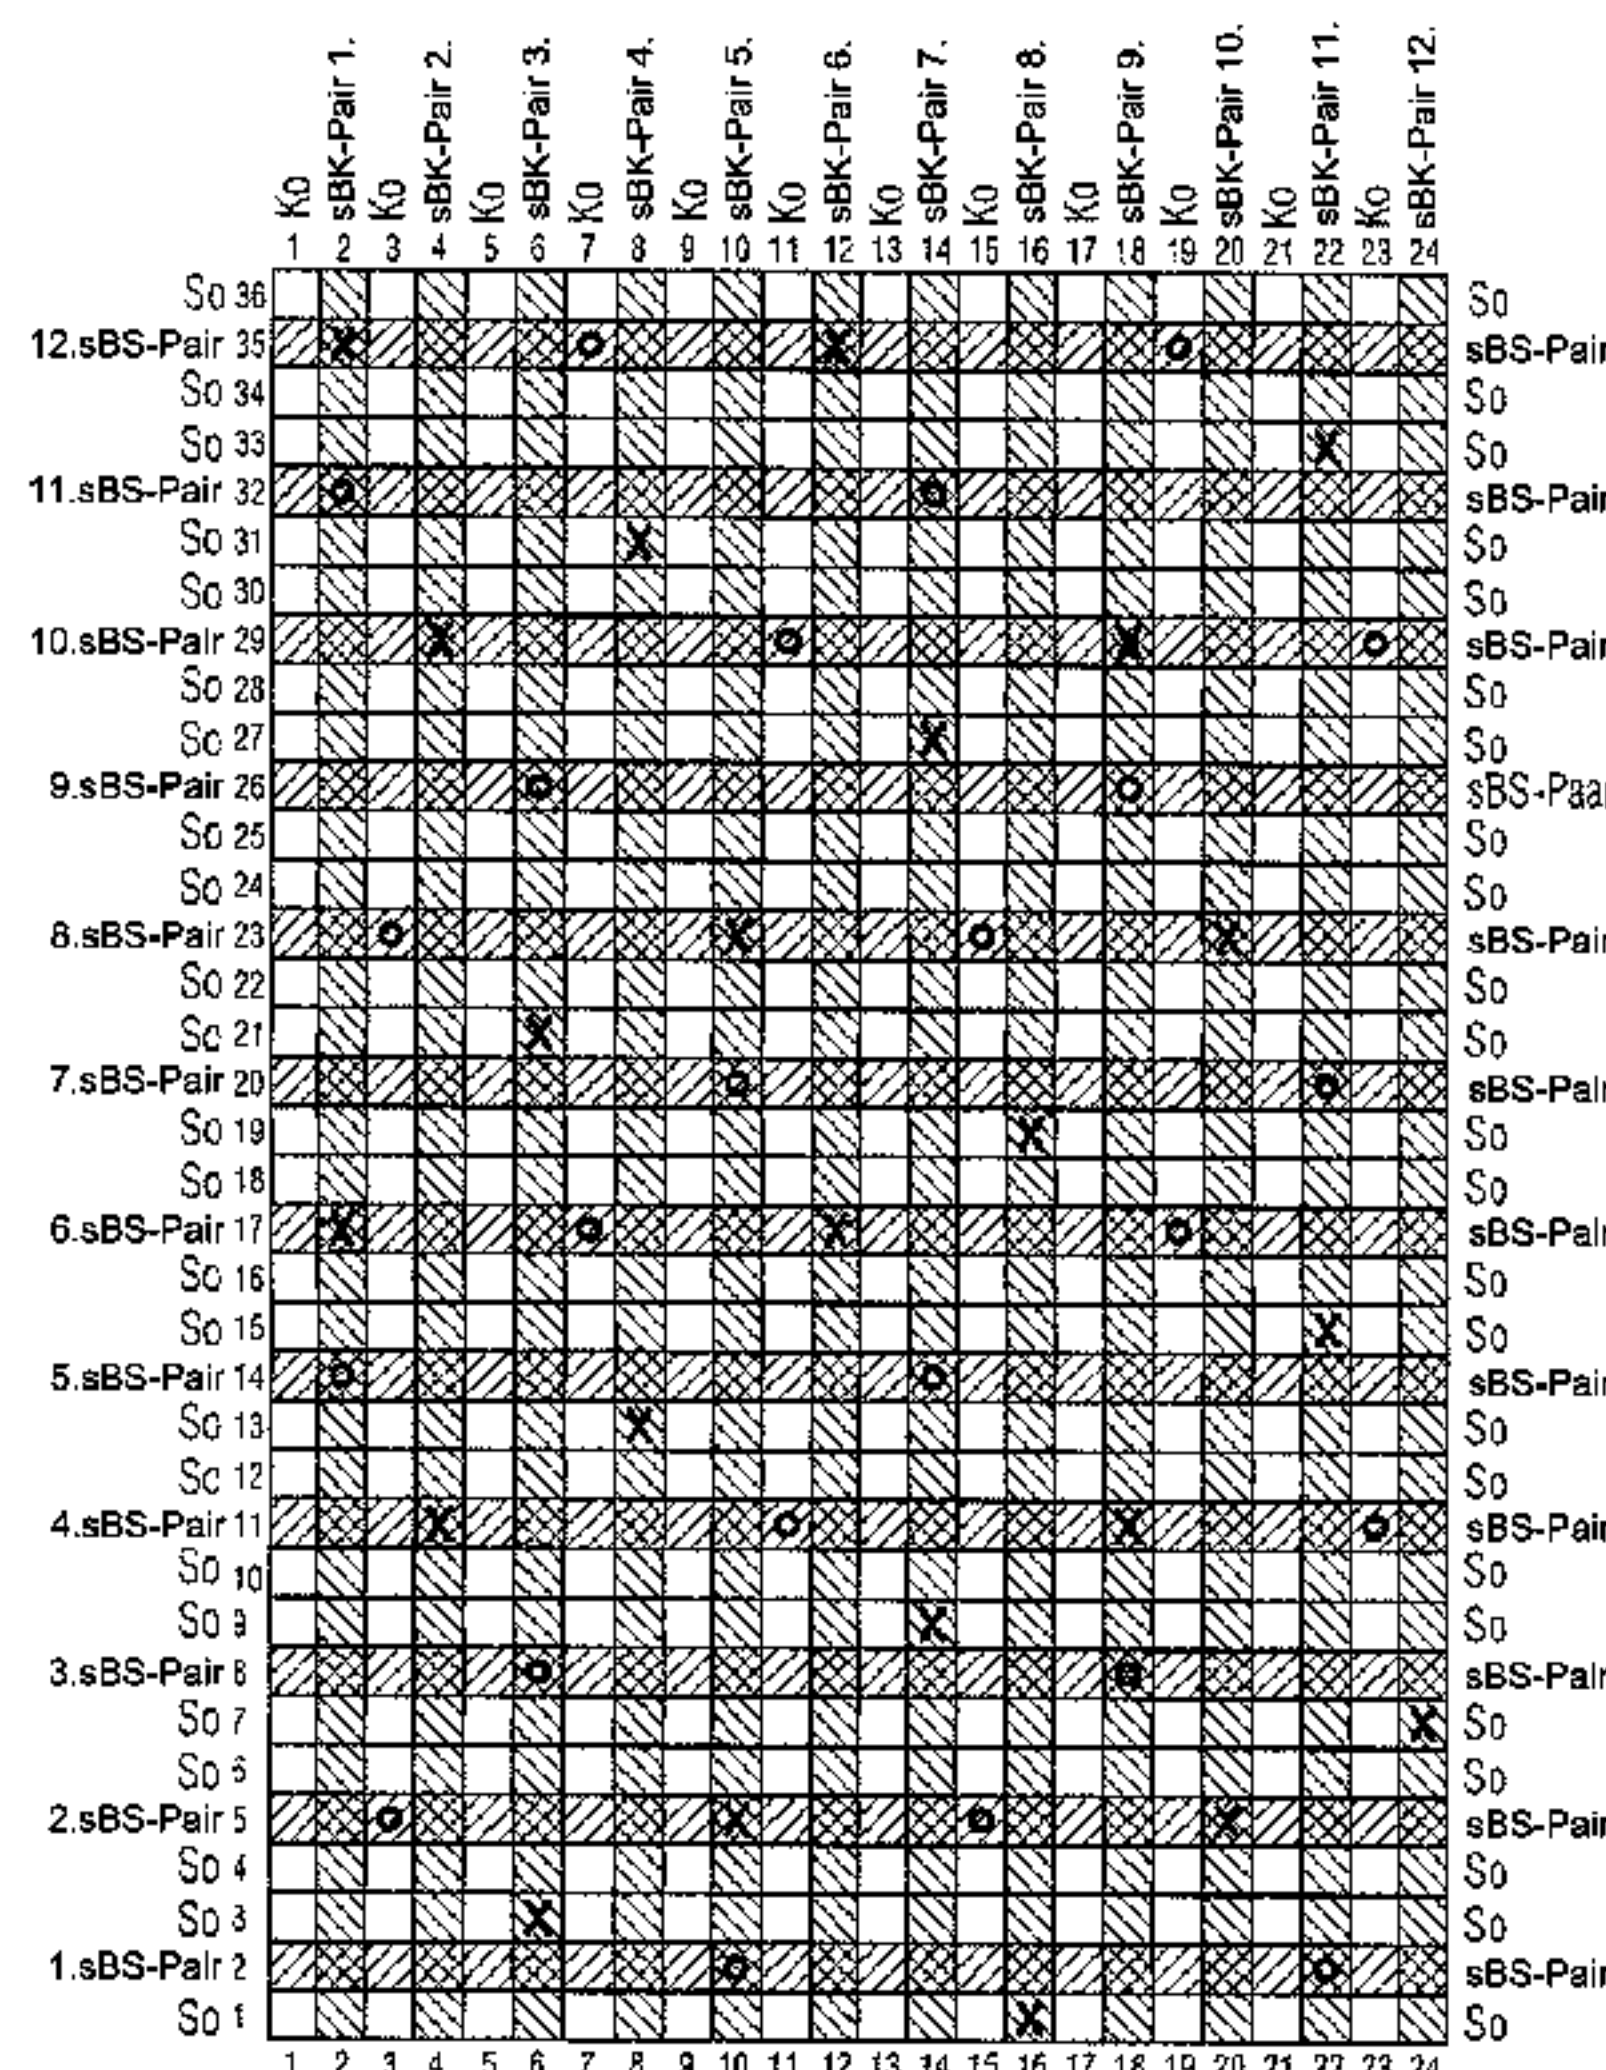 K0 sBK-Pair 1. K0 sBK-Pair 2. K0 sBK-Pair 3. K0 sBK-Pair 4. K0 sBK-Pair 5. K0 sBK-Pair 6. K0 sBK-Pair 7. K0 sBK-Pair 8. K0 sBK-Pair 9. K0 sBK-Pair 10. K0 sBK-Pair 11. K0 sBK-Pair 12.
1 2 3 4 5 6 7 8 9 10 11 12 13 14 15 16 17 18 19 20 21 22 23 24
So 36 So
12.sBS-Pair 35 X O X O sBS-Pair
So 34 So
So 33 X So
11.sBS-Pair 32 O O sBS-Pair
So 31 X So
So 30 So
10.sBS-Pair 29 X O X O sBS-Pair
So 28 So
So 27 X So
9.sBS-Pair 26 O O sBS-Paar
So 25 So
So 24 So
8.sBS-Pair 23 O X O X sBS-Pair
So 22 So
So 21 X So
7.sBS-Pair 20 O O sBS-Pair
So 19 X So
So 18 So
6.sBS-Pair 17 X O X O sBS-Pair
So 16 So
So 15 X So
5.sBS-Pair 14 O O sBS-Pair
So 13 X So
So 12 So
4.sBS-Pair 11 X O X O sBS-Pair
So 10 So
So 9 X So
3.sBS-Pair 8 O O sBS-Pair
So 7 X So
So 6 So
2.sBS-Pair 5 O X O X sBS-Pair
So 4 So
So 3 X So
1.sBS-Pair 2 O O sBS-Pair
So 1 X So
1 2 3 4 5 6 7 8 9 10 11 12 13 14 15 16 17 18 19 20 21 22 23 24